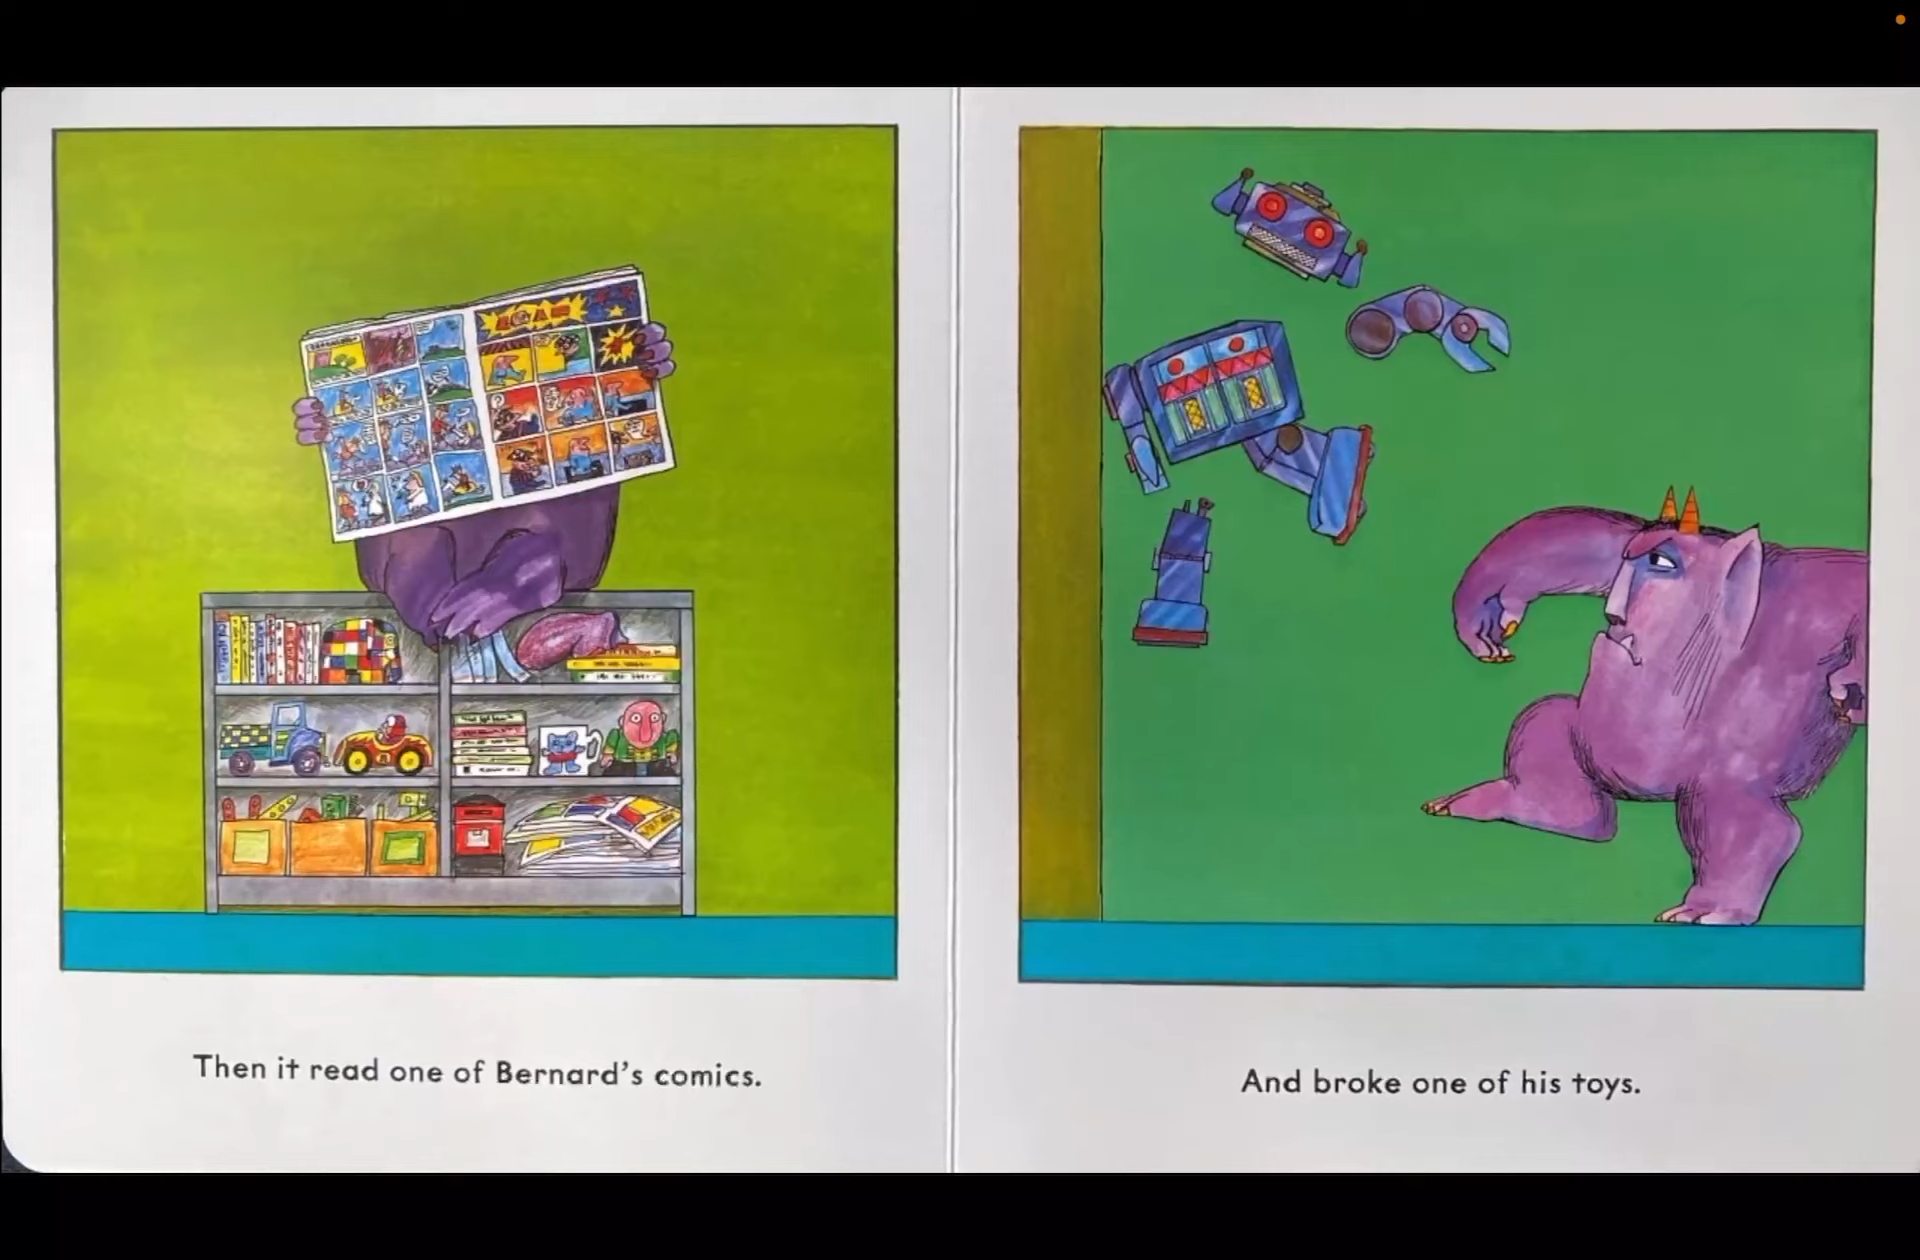 Then it read one of Bernard's comics.
And broke one of his toys.